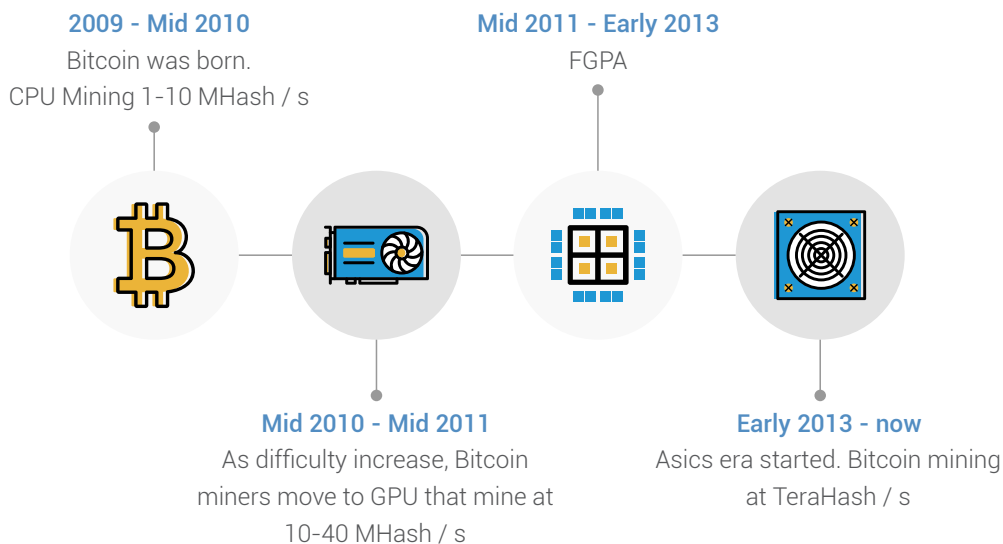 2009 - Mid 2010
Bitcoin was born.
CPU Mining 1-10 MHash / s
Mid 2011 - Early 2013
FGPA
Mid 2010 - Mid 2011
As difficulty increase, Bitcoin
miners move to GPU that mine at
10-40 MHash / s
Early 2013 - now
Asics era started. Bitcoin mining
at TeraHash / s